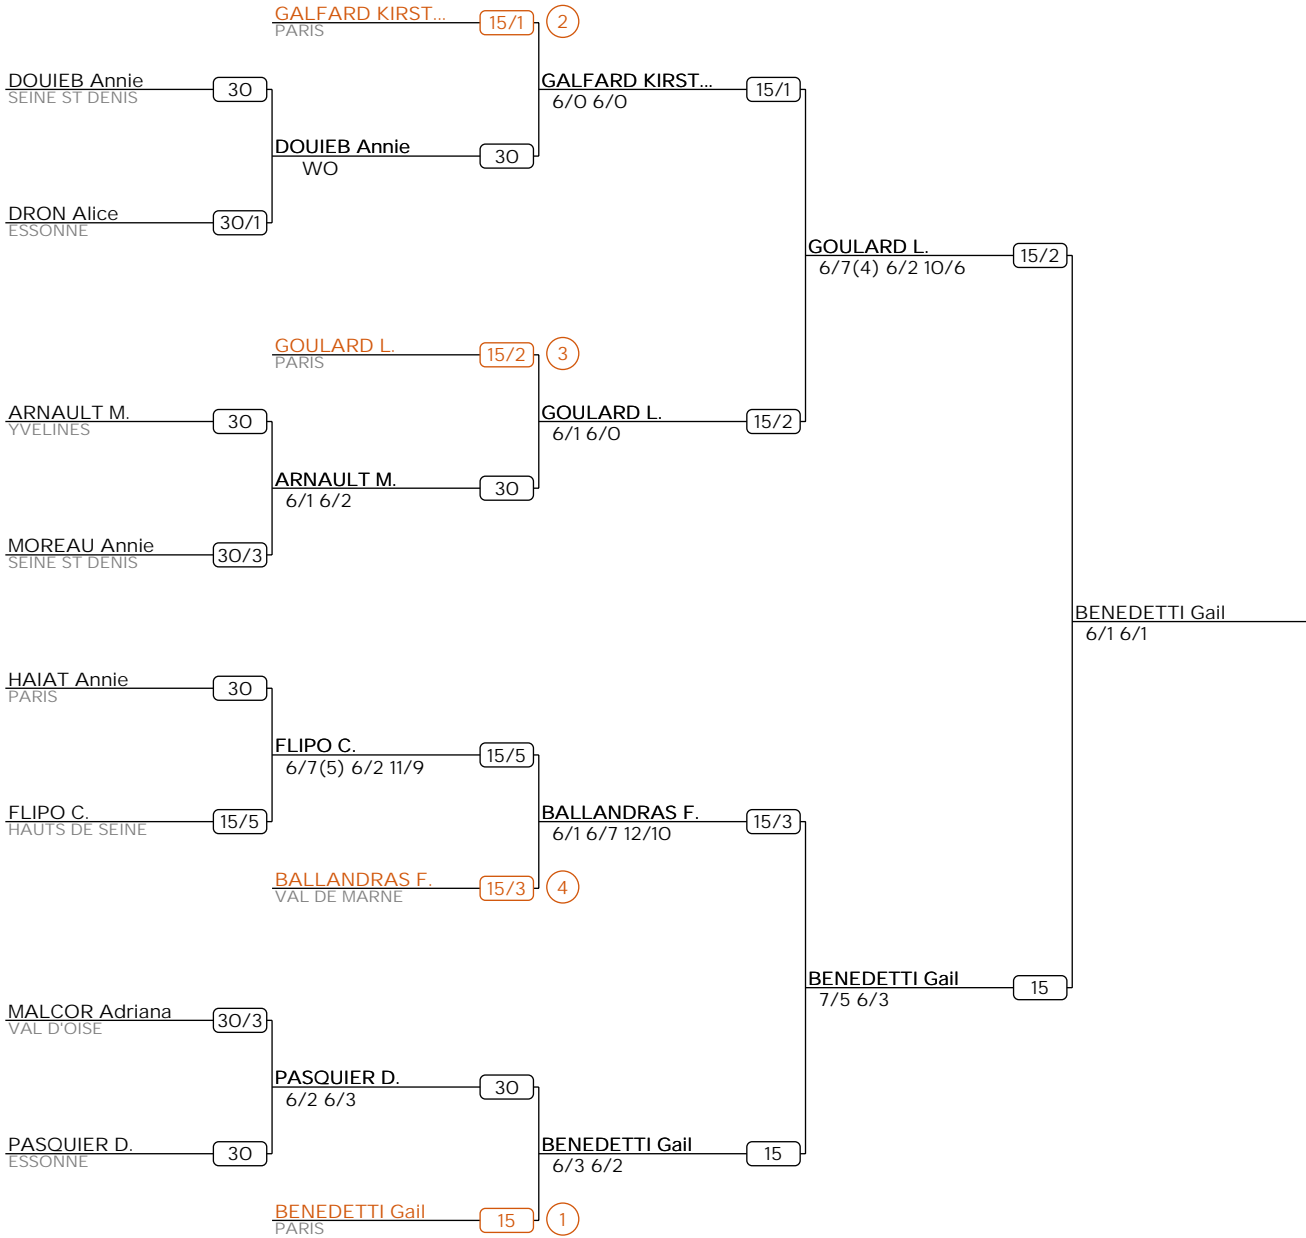 GALFARD KIRST...
15/1
2
PARIS
DOUIEB Annie
30
SEINE ST DENIS
GALFARD KIRST...
15/1
6/0 6/0
DOUIEB Annie
30
WO
DRON Alice
30/1
ESSONNE
GOULARD L.
15/2
6/7(4) 6/2 10/6
GOULARD L.
15/2
3
PARIS
ARNAULT M.
30
YVELINES
GOULARD L.
15/2
6/1 6/0
ARNAULT M.
30
6/1 6/2
MOREAU Annie
30/3
SEINE ST DENIS
BENEDETTI Gail
6/1 6/1
HAIAT Annie
30
PARIS
FLIPO C.
15/5
6/7(5) 6/2 11/9
FLIPO C.
15/5
HAUTS DE SEINE
BALLANDRAS F.
15/3
6/1 6/7 12/10
BALLANDRAS F.
15/3
4
VAL DE MARNE
BENEDETTI Gail
15
7/5 6/3
MALCOR Adriana
30/3
VAL D'OISE
PASQUIER D.
30
6/2 6/3
PASQUIER D.
30
ESSONNE
BENEDETTI Gail
15
6/3 6/2
BENEDETTI Gail
15
1
PARIS